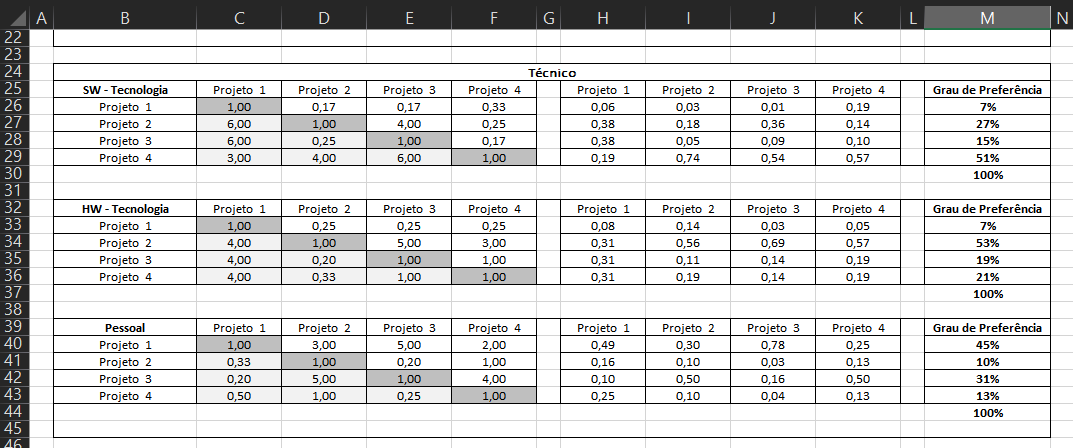 A B C D E F G H I J K L M N
22
23
24 Técnico
25 SW - Tecnologia Projeto 1 Projeto 2 Projeto 3 Projeto 4 Projeto 1 Projeto 2 Projeto 3 Projeto 4 Grau de Preferência
26 Projeto 1 1,00 0,17 0,17 0,33 0,06 0,03 0,01 0,19 7%
27 Projeto 2 6,00 1,00 4,00 0,25 0,38 0,18 0,36 0,14 27%
28 Projeto 3 6,00 0,25 1,00 0,17 0,38 0,05 0,09 0,10 15%
29 Projeto 4 3,00 4,00 6,00 1,00 0,19 0,74 0,54 0,57 51%
30 100%
31
32 HW - Tecnologia Projeto 1 Projeto 2 Projeto 3 Projeto 4 Projeto 1 Projeto 2 Projeto 3 Projeto 4 Grau de Preferência
33 Projeto 1 1,00 0,25 0,25 0,25 0,08 0,14 0,03 0,05 7%
34 Projeto 2 4,00 1,00 5,00 3,00 0,31 0,56 0,69 0,57 53%
35 Projeto 3 4,00 0,20 1,00 1,00 0,31 0,11 0,14 0,19 19%
36 Projeto 4 4,00 0,33 1,00 1,00 0,31 0,19 0,14 0,19 21%
37 100%
38
39 Pessoal Projeto 1 Projeto 2 Projeto 3 Projeto 4 Projeto 1 Projeto 2 Projeto 3 Projeto 4 Grau de Preferência
40 Projeto 1 1,00 3,00 5,00 2,00 0,49 0,30 0,78 0,25 45%
41 Projeto 2 0,33 1,00 0,20 1,00 0,16 0,10 0,03 0,13 10%
42 Projeto 3 0,20 5,00 1,00 4,00 0,10 0,50 0,16 0,50 31%
43 Projeto 4 0,50 1,00 0,25 1,00 0,25 0,10 0,04 0,13 13%
44 100%
45
46